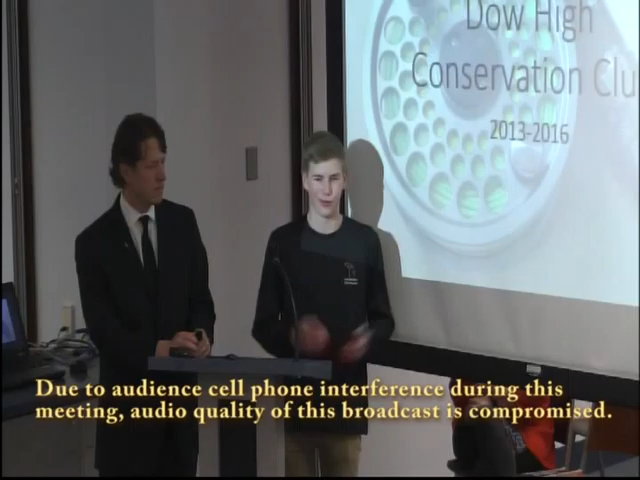 Dow High
Conservation Clu
2013-2016
Due to audience cell phone interference during this
meeting, audio quality of this broadcast is compromised.